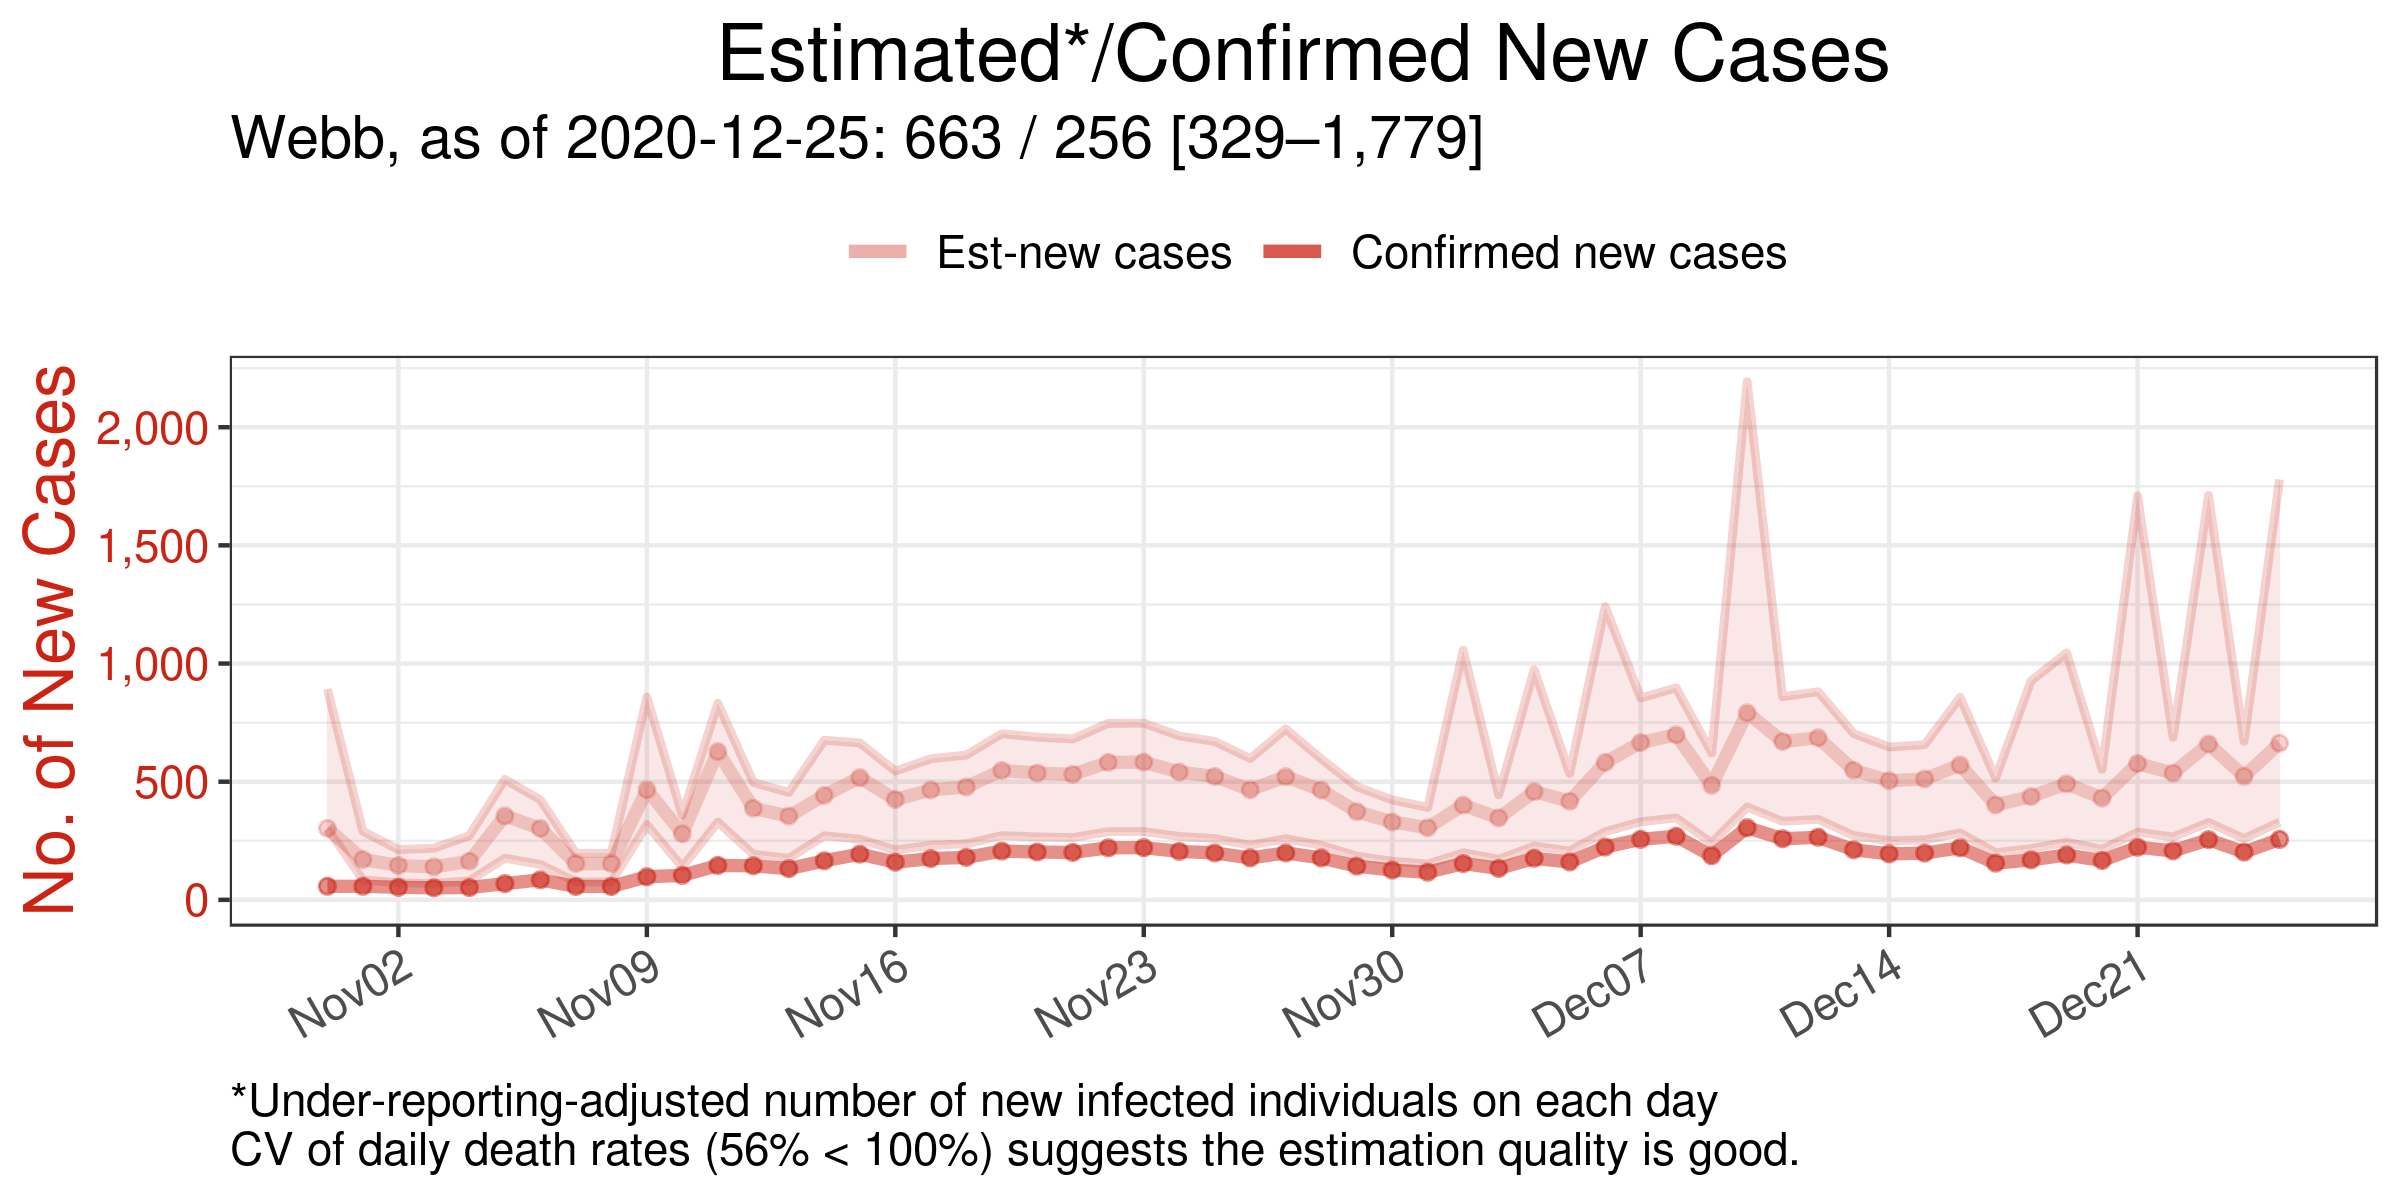 Estimated*/Confirmed New Cases
Webb, as of 2020-12-25: 663 / 256 [329–1,779]
Est-new cases Confirmed new cases
No. of New Cases
2,000
1,500
1,000
500
0
Nov02 Nov09 Nov16 Nov23 Nov30 Dec07 Dec14 Dec21
*Under-reporting-adjusted number of new infected individuals on each day
CV of daily death rates (56% < 100%) suggests the estimation quality is good.